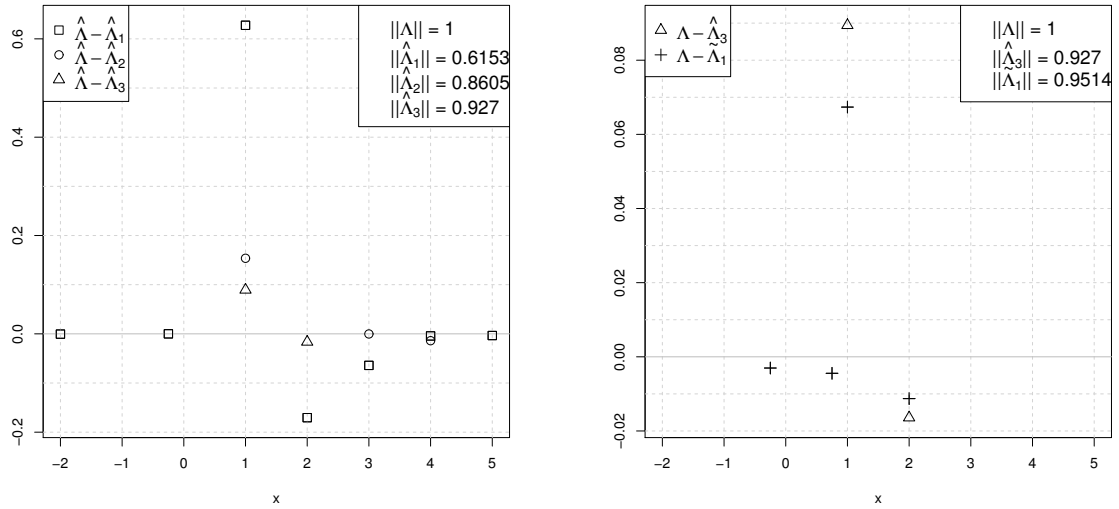 Λ̂ − Λ̂₁
Λ̂ − Λ̂₂
Λ̂ − Λ̂₃
||Λ|| = 1
||Λ̂₁|| = 0.6153
||Λ̂₂|| = 0.8605
||Λ̂₃|| = 0.927
0.6
0.4
0.2
0.0
−0.2
−2 −1 0 1 2 3 4 5
x
Λ − Λ̂₃
Λ − Λ̃₁
||Λ|| = 1
||Λ̂₃|| = 0.927
||Λ̃₁|| = 0.9514
0.08
0.06
0.04
0.02
0.00
−0.02
−2 −1 0 1 2 3 4 5
x